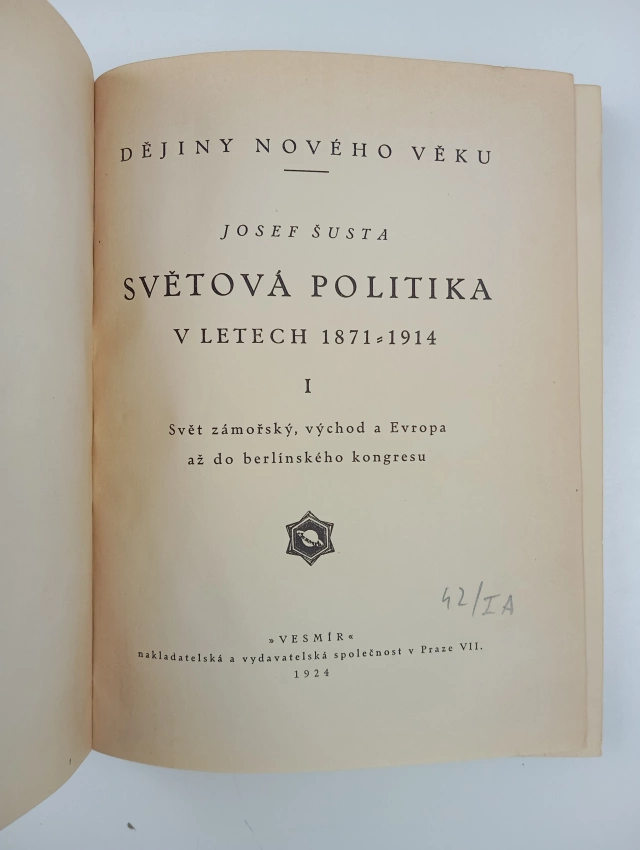 DĚJINY NOVÉHO VĚKU
JOSEF ŠUSTA
SVĚTOVÁ POLITIKA
V LETECH 1871-1914
I
Svět zámořský, východ a Evropa
až do berlínského kongresu
42/IA
»VESMÍR«
nakladatelská a vydavatelská společnost v Praze VII.
1924